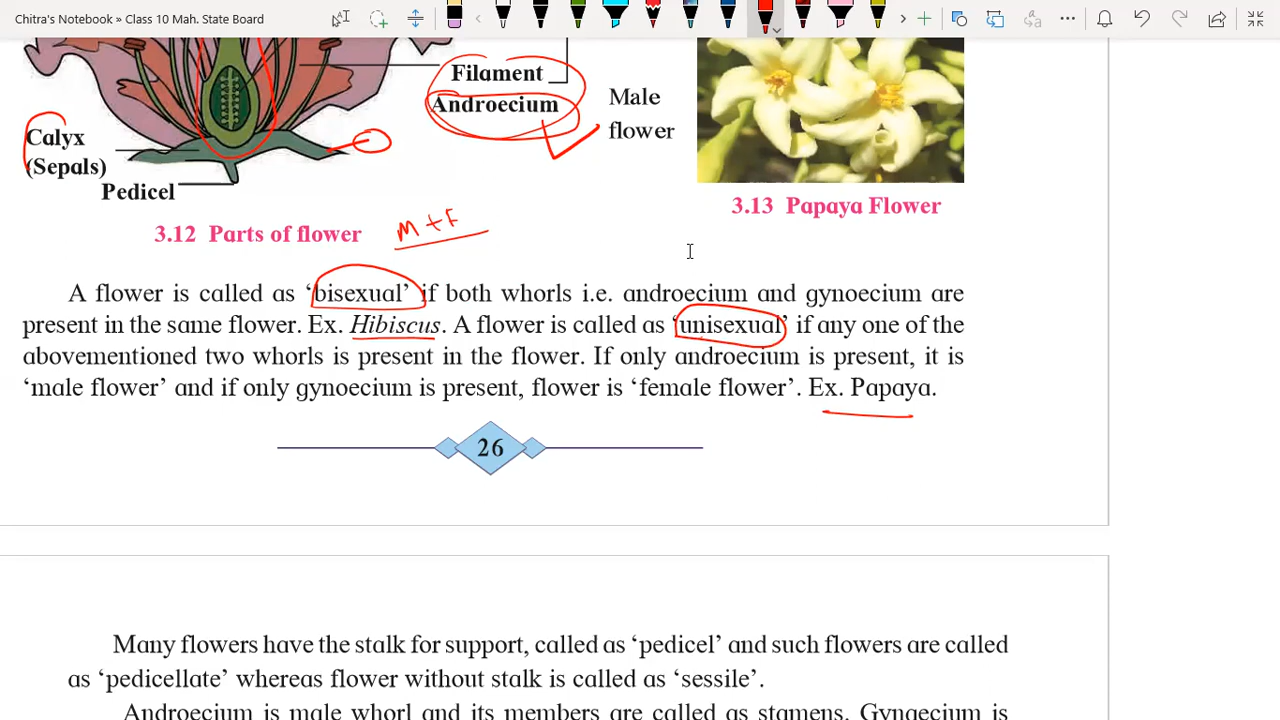 Chitra's Notebook » Class 10 Mah. State Board
Filament
Androecium
Male
flower
Calyx
(Sepals)
Pedicel
3.12 Parts of flower
M + F
3.13 Papaya Flower
A flower is called as ‘bisexual’ if both whorls i.e. androecium and gynoecium are
present in the same flower. Ex. Hibiscus. A flower is called as ‘unisexual’ if any one of the
abovementioned two whorls is present in the flower. If only androecium is present, it is
‘male flower’ and if only gynoecium is present, flower is ‘female flower’. Ex. Papaya.
26
Many flowers have the stalk for support, called as ‘pedicel’ and such flowers are called
as ‘pedicellate’ whereas flower without stalk is called as ‘sessile’.
Androecium is male whorl and its members are called as stamens. Gynaecium is